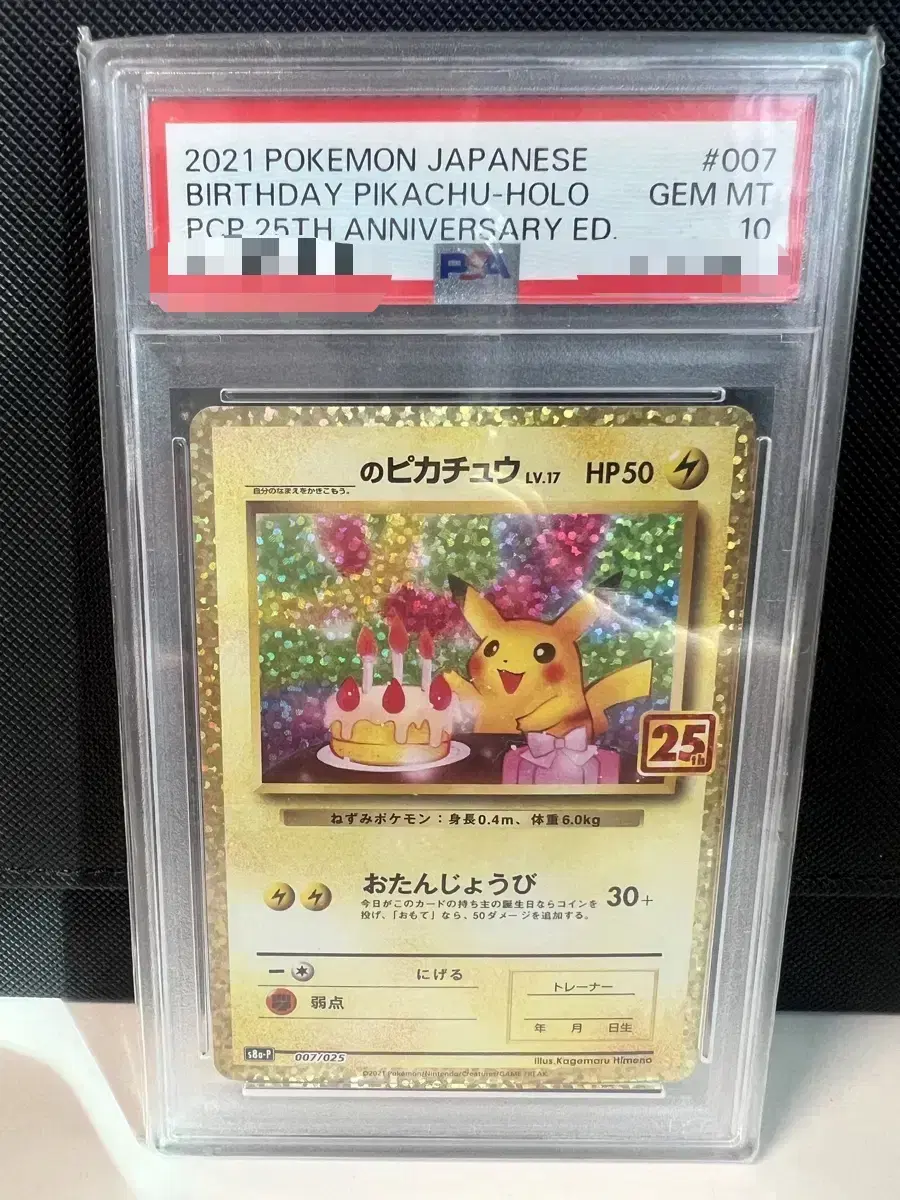 2021 POKEMON JAPANESE #007
BIRTHDAY PIKACHU-HOLO GEM MT
PCP 25TH ANNIVERSARY ED. 10
PSA
のピカチュウ LV.17 HP50
自分のなまえをかきこもう。
25th
ねずみポケモン：身長0.4m、体重6.0kg
おたんじょうび 30+
今日がこのカードの持ち主の誕生日ならコインを
投げ、「おもて」なら、50ダメージを追加する。
にげる
弱点
トレーナー
年 月 日生
s8a-P 007/025
Illus.Kagemaru Himeno
©2021 Pokémon/Nintendo/Creatures/GAME FREAK.